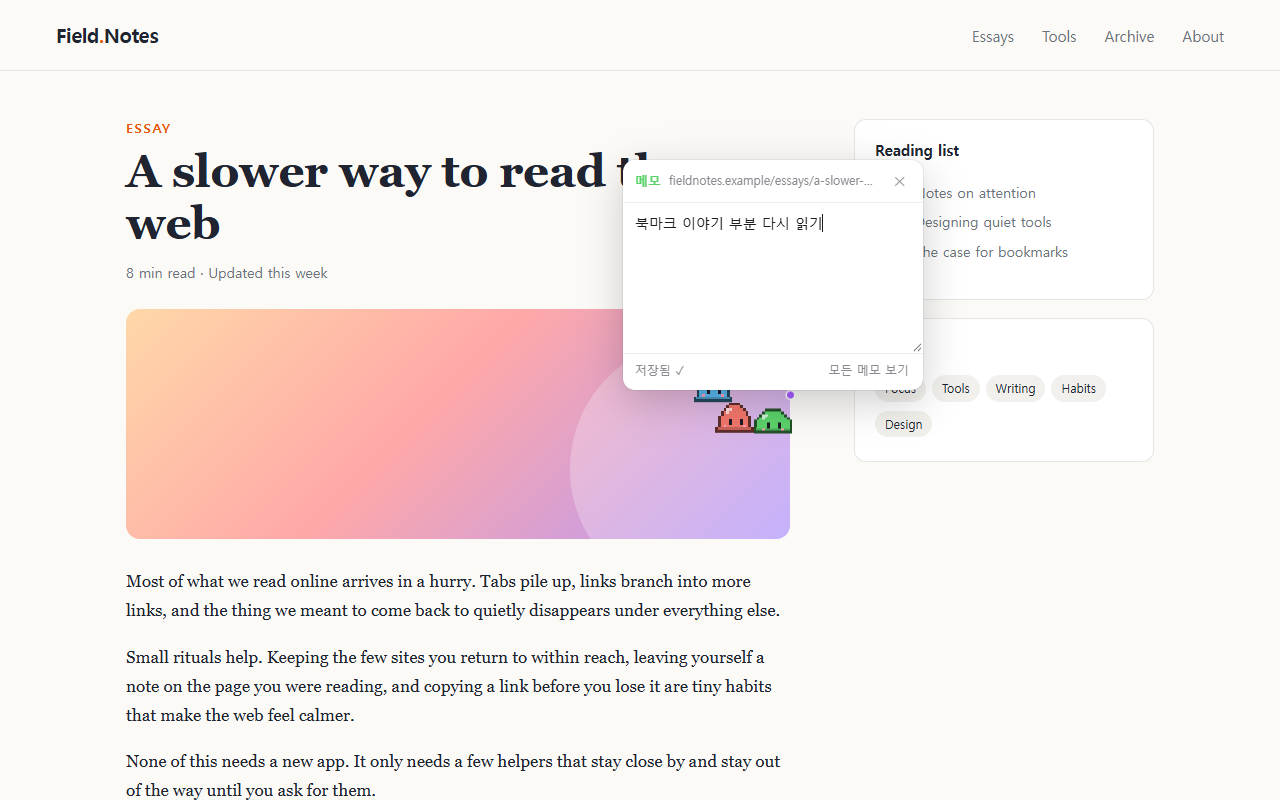 Field.Notes
Essays Tools Archive About
ESSAY
A slower way to read
web
8 min read · Updated this week
메모 fieldnotes.example/essays/a-slower-...
북마크 이야기 부분 다시 읽기
저장됨 ✓ 모든 메모 보기
Reading list
on attention
quiet tools
case for bookmarks
Tools Writing Habits
Design
Most of what we read online arrives in a hurry. Tabs pile up, links branch into more
links, and the thing we meant to come back to quietly disappears under everything else.
Small rituals help. Keeping the few sites you return to within reach, leaving yourself a
note on the page you were reading, and copying a link before you lose it are tiny habits
that make the web feel calmer.
None of this needs a new app. It only needs a few helpers that stay close by and stay out
of the way until you ask for them.